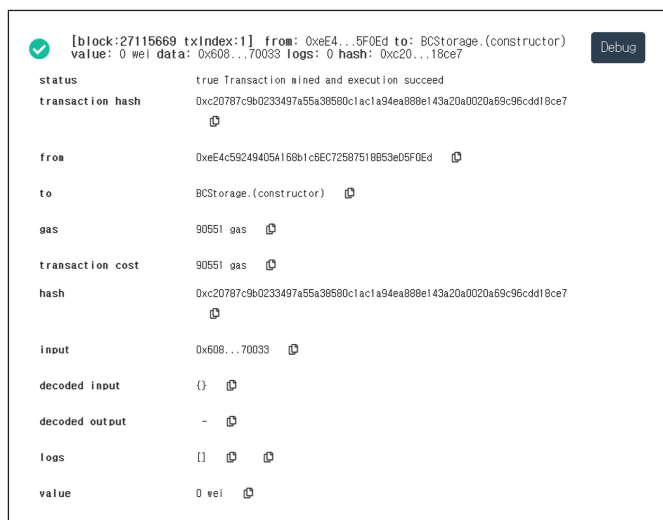 [block:27115669 txIndex:1] from: 0xeE4...5F0Ed to: BCStorage.(constructor)
value: 0 wei data: 0x608...70033 logs: 0 hash: 0xc20...18ce7
Debug
status true Transaction mined and execution succeed
transaction hash 0xc20787c9b0233497a55a38580c1ac1a94ea888e143a20a0020a69c96cdd18ce7
from 0xeE4c59249405A168b1c6EC72587518B53eD5F0Ed
to BCStorage.(constructor)
gas 90551 gas
transaction cost 90551 gas
hash 0xc20787c9b0233497a55a38580c1ac1a94ea888e143a20a0020a69c96cdd18ce7
input 0x608...70033
decoded input {}
decoded output -
logs []
value 0 wei